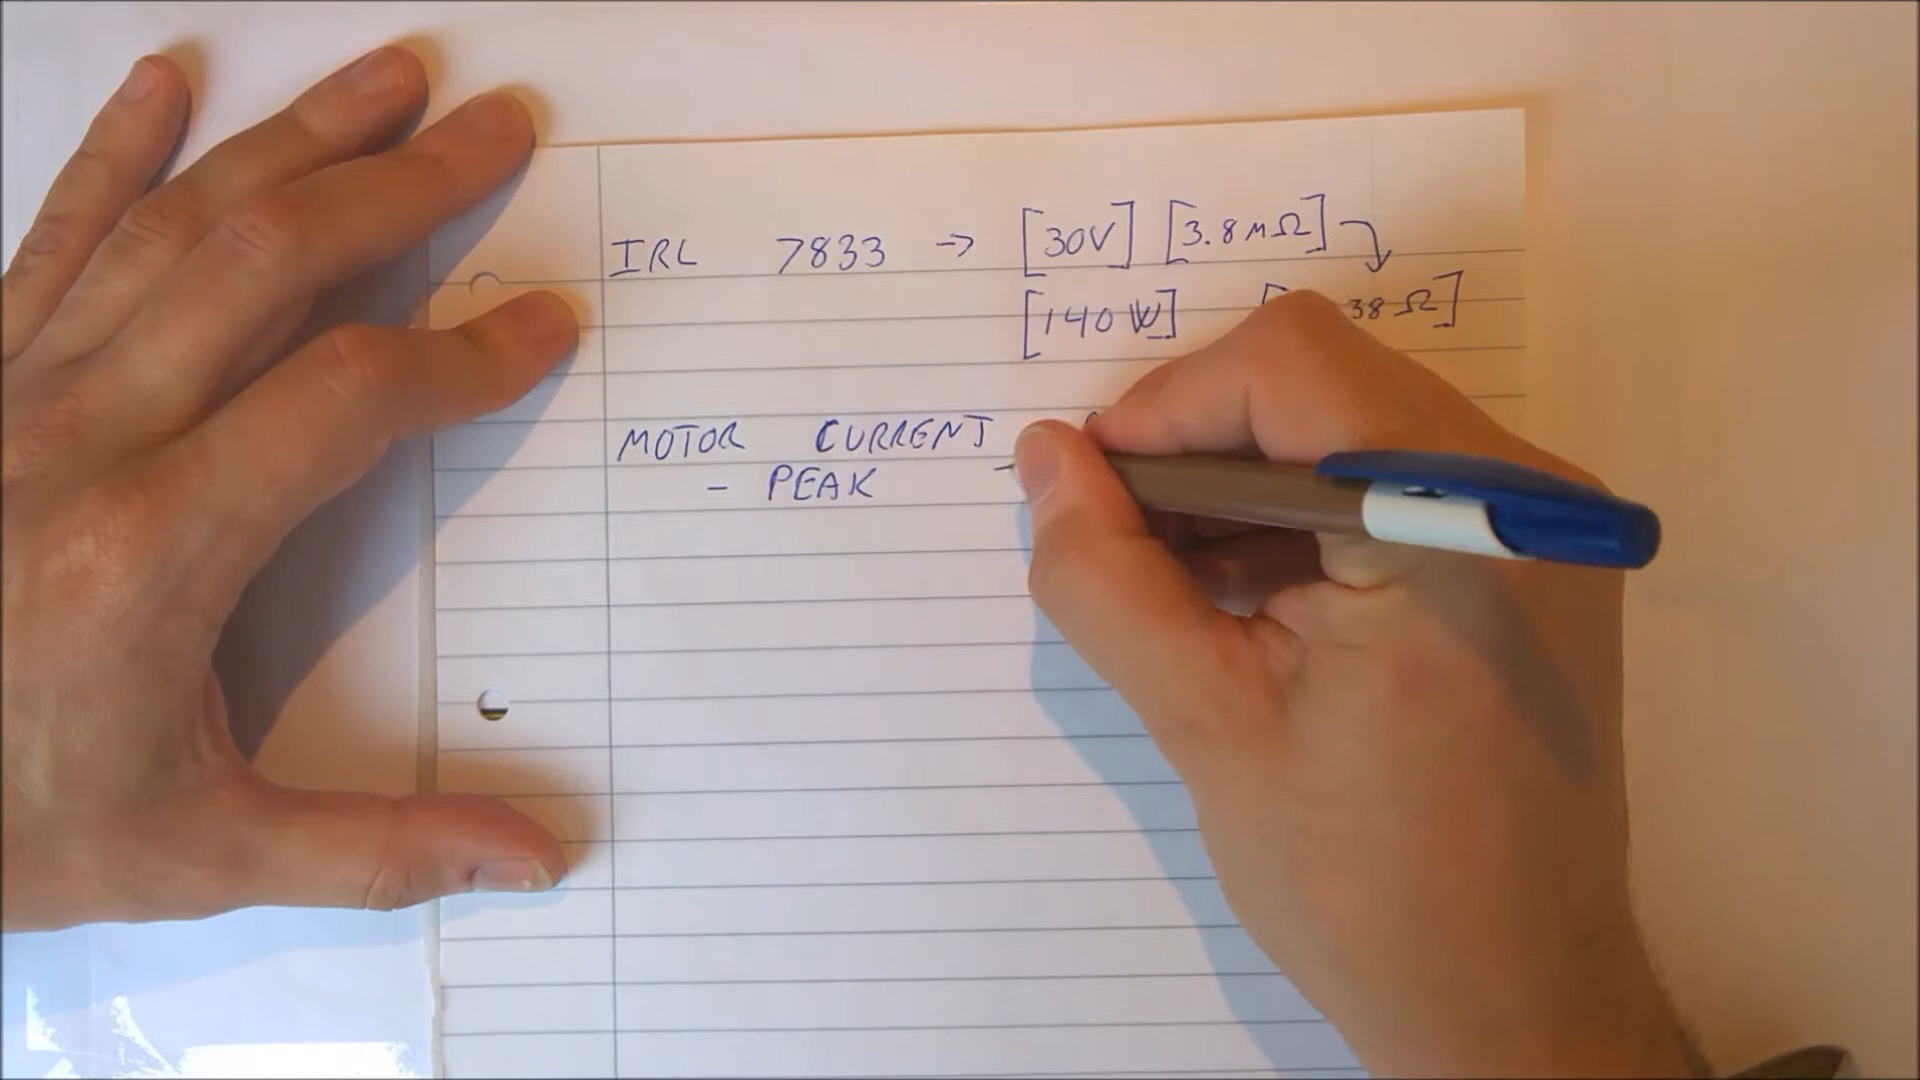 IRL 7833 → [30V] [3.8mΩ]
[140W] 38Ω]
MOTOR CURRENT
- PEAK